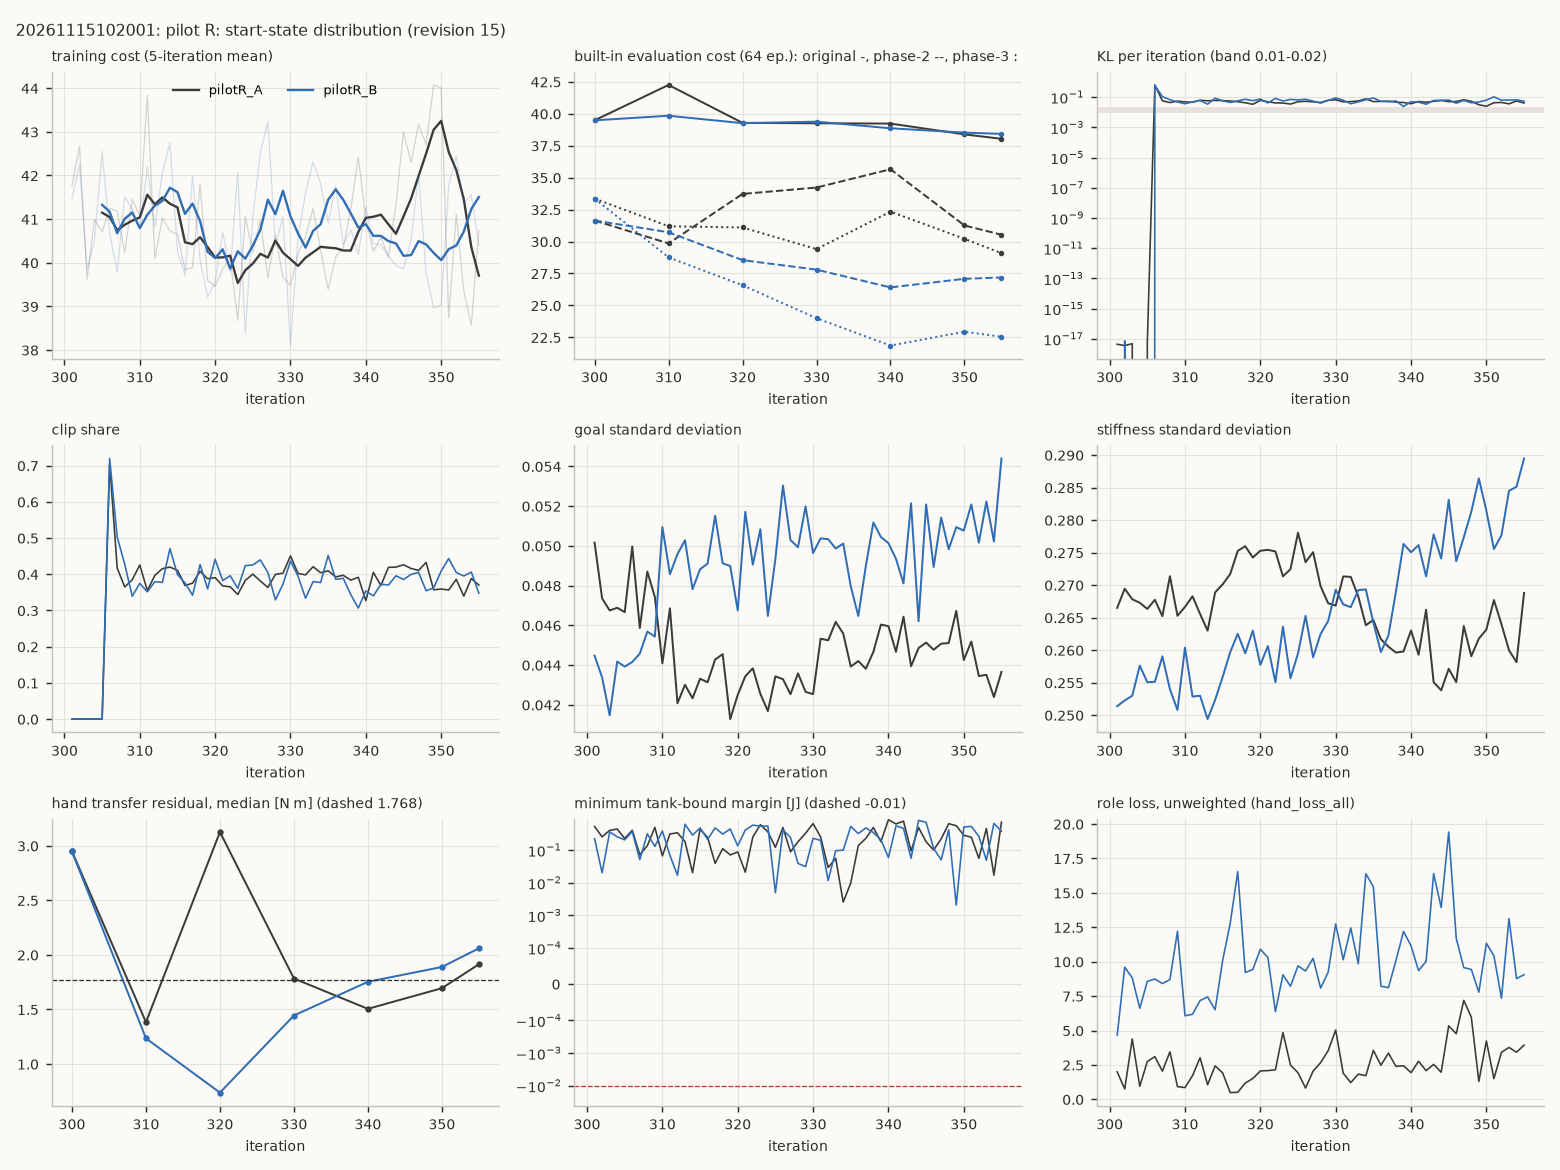 20261115102001: pilot R: start-state distribution (revision 15)
training cost (5-iteration mean)
44
43
42
41
40
39
38
pilotR_A
pilotR_B
300 310 320 330 340 350
iteration
built-in evaluation cost (64 ep.): original -, phase-2 --, phase-3 :
42.5
40.0
37.5
35.0
32.5
30.0
27.5
25.0
22.5
300 310 320 330 340 350
iteration
KL per iteration (band 0.01-0.02)
10⁻¹
10⁻³
10⁻⁵
10⁻⁷
10⁻⁹
10⁻¹¹
10⁻¹³
10⁻¹⁵
10⁻¹⁷
300 310 320 330 340 350
iteration
clip share
0.7
0.6
0.5
0.4
0.3
0.2
0.1
0.0
300 310 320 330 340 350
iteration
goal standard deviation
0.054
0.052
0.050
0.048
0.046
0.044
0.042
300 310 320 330 340 350
iteration
stiffness standard deviation
0.290
0.285
0.280
0.275
0.270
0.265
0.260
0.255
0.250
300 310 320 330 340 350
iteration
hand transfer residual, median [N m] (dashed 1.768)
3.0
2.5
2.0
1.5
1.0
300 310 320 330 340 350
iteration
minimum tank-bound margin [J] (dashed -0.01)
10⁻¹
10⁻²
10⁻³
10⁻⁴
0
−10⁻⁴
−10⁻³
−10⁻²
300 310 320 330 340 350
iteration
role loss, unweighted (hand_loss_all)
20.0
17.5
15.0
12.5
10.0
7.5
5.0
2.5
0.0
300 310 320 330 340 350
iteration